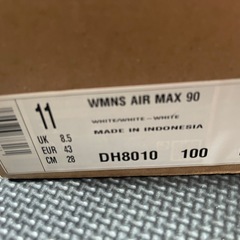 11
UK 8.5
EUR 43
CM 28
WMNS AIR MAX 90
WHITE/WHITE-WHITE
MADE IN INDONESIA
DH8010 100